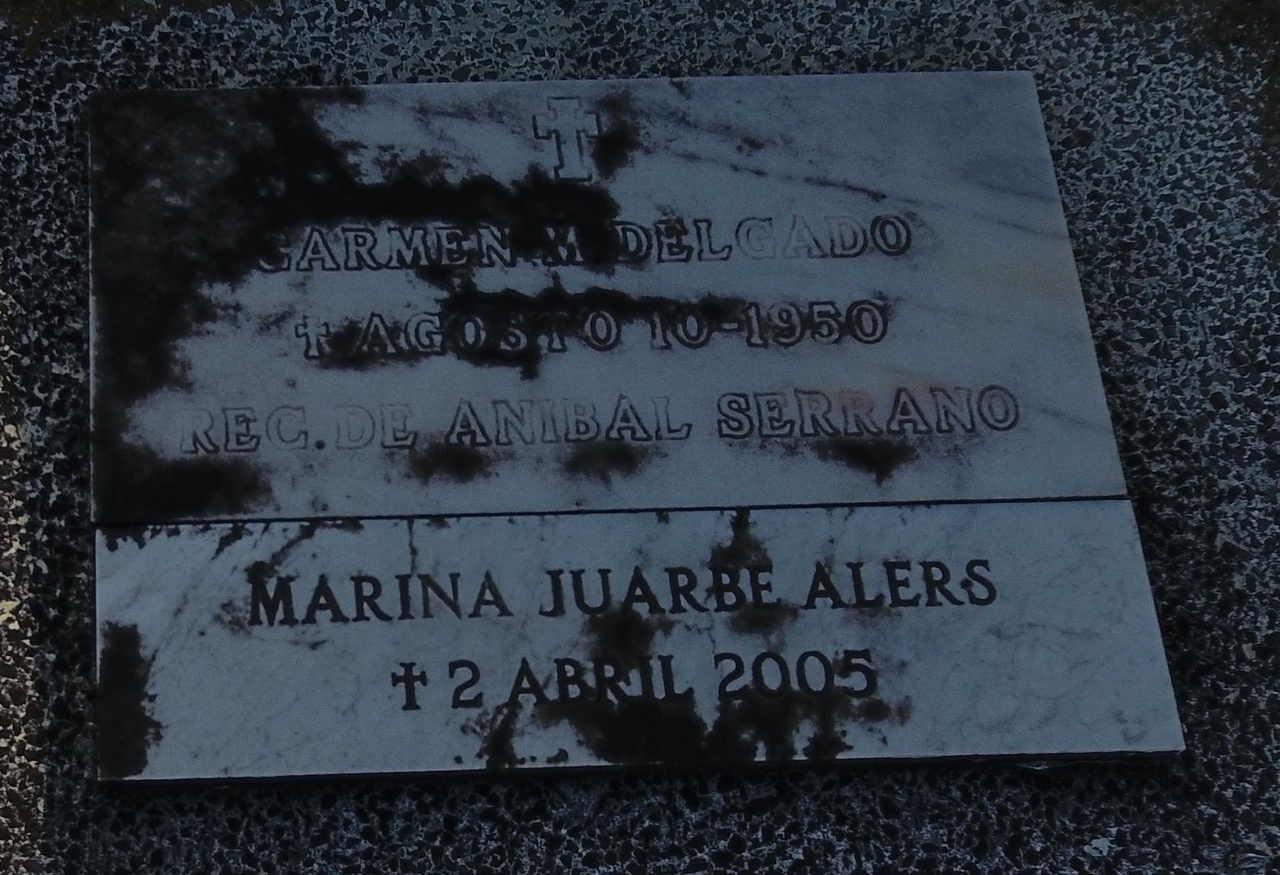 CARMEN M DELGADO
† AGOSTO 10-1950
REC. DE ANIBAL SERRANO
MARINA JUARBE ALERS
† 2 ABRIL 2005